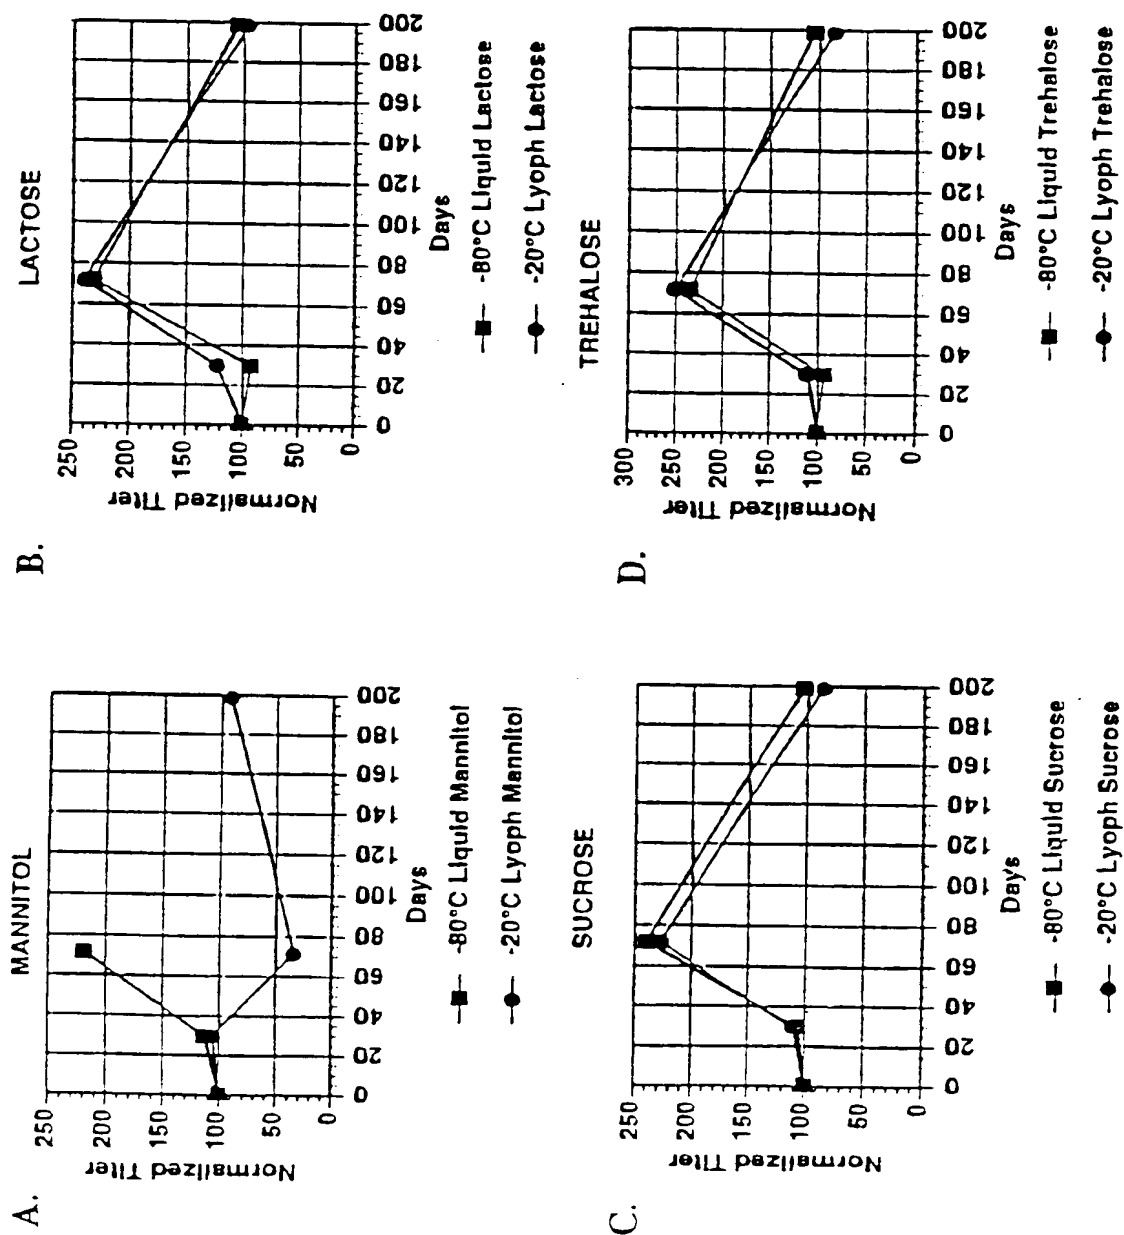 A.
MANNITOL
Normalized Titer
250
200
150
100
50
0
0 20 40 60 80 100 120 140 160 180 200
Days
-80°C Liquid Mannitol
-20°C Lyoph Mannitol
B.
LACTOSE
Normalized Titer
250
200
150
100
50
0
0 20 40 60 80 100 120 140 160 180 200
Days
-80°C Liquid Lactose
-20°C Lyoph Lactose
C.
SUCROSE
Normalized Titer
250
200
150
100
50
0
0 20 40 60 80 100 120 140 160 180 200
Days
-80°C Liquid Sucrose
-20°C Lyoph Sucrose
D.
TREHALOSE
Normalized Titer
300
250
200
150
100
50
0
0 20 40 60 80 100 120 140 150 180 200
Days
-80°C Liquid Trehalose
-20°C Lyoph Trehalose